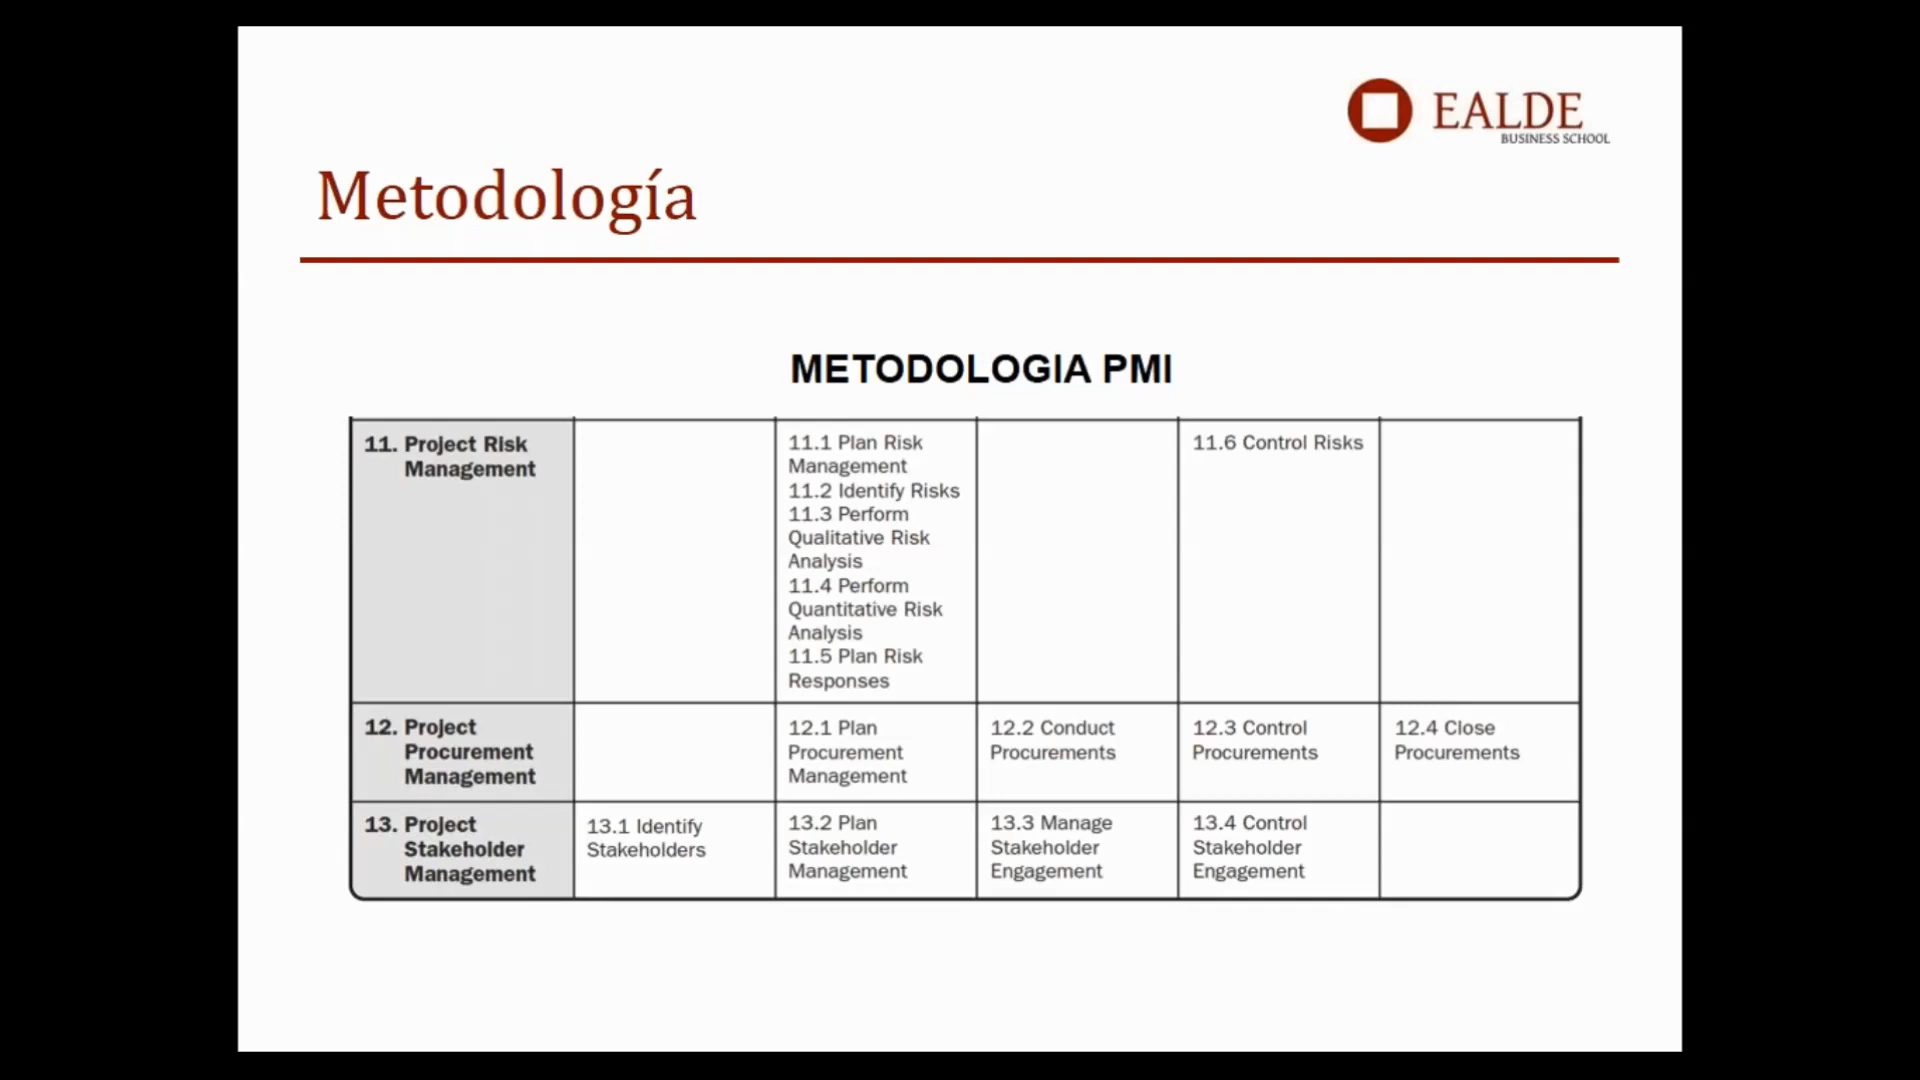 EALDE
BUSINESS SCHOOL
Metodología
METODOLOGIA PMI
11. Project Risk
Management
11.1 Plan Risk
Management
11.2 Identify Risks
11.3 Perform
Qualitative Risk
Analysis
11.4 Perform
Quantitative Risk
Analysis
11.5 Plan Risk
Responses
11.6 Control Risks
12. Project
Procurement
Management
12.1 Plan
Procurement
Management
12.2 Conduct
Procurements
12.3 Control
Procurements
12.4 Close
Procurements
13. Project
Stakeholder
Management
13.1 Identify
Stakeholders
13.2 Plan
Stakeholder
Management
13.3 Manage
Stakeholder
Engagement
13.4 Control
Stakeholder
Engagement